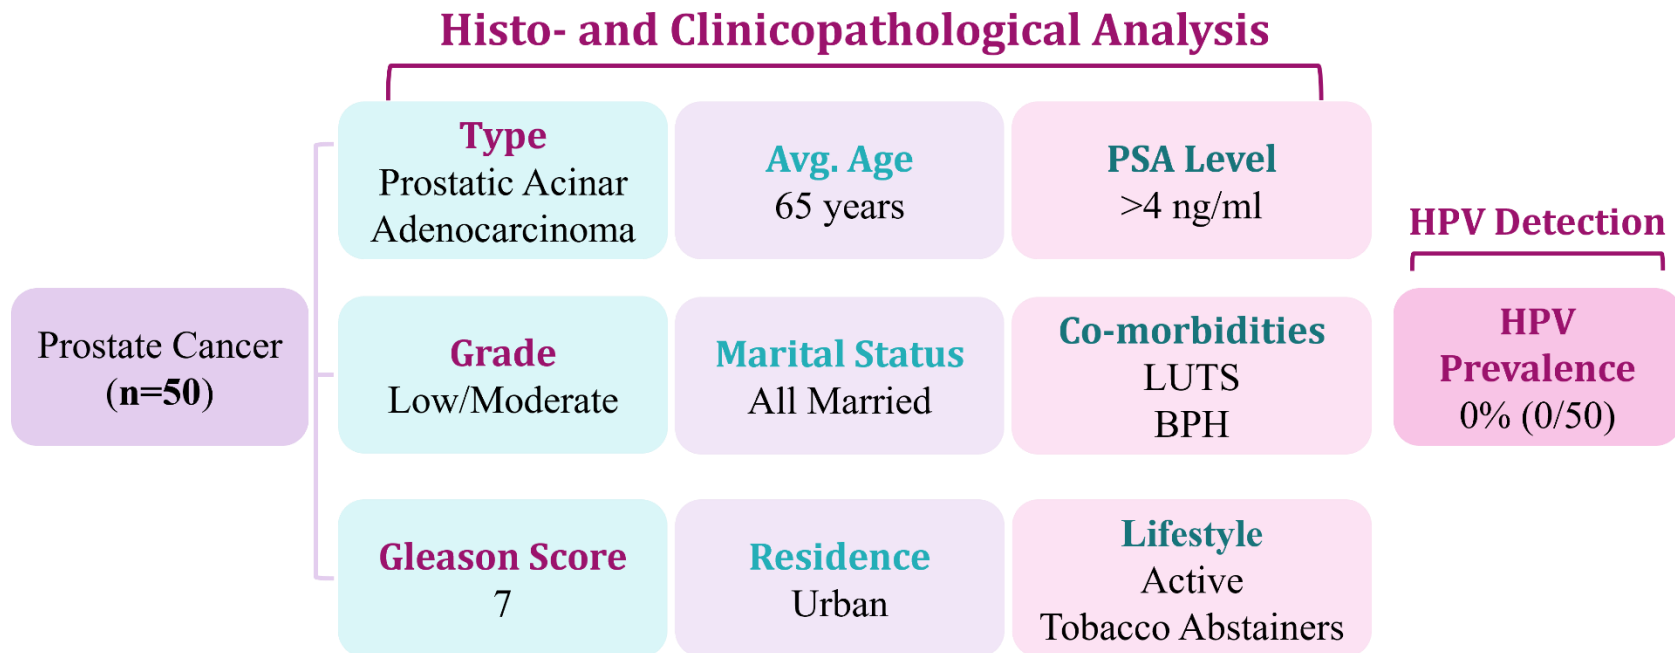 Histo- and Clinicopathological Analysis
Prostate Cancer
(n=50)
Type
Prostatic Acinar
Adenocarcinoma
Avg. Age
65 years
PSA Level
>4 ng/ml
Grade
Low/Moderate
Marital Status
All Married
Co-morbidities
LUTS
BPH
Gleason Score
7
Residence
Urban
Lifestyle
Active
Tobacco Abstainers
HPV Detection
HPV
Prevalence
0% (0/50)